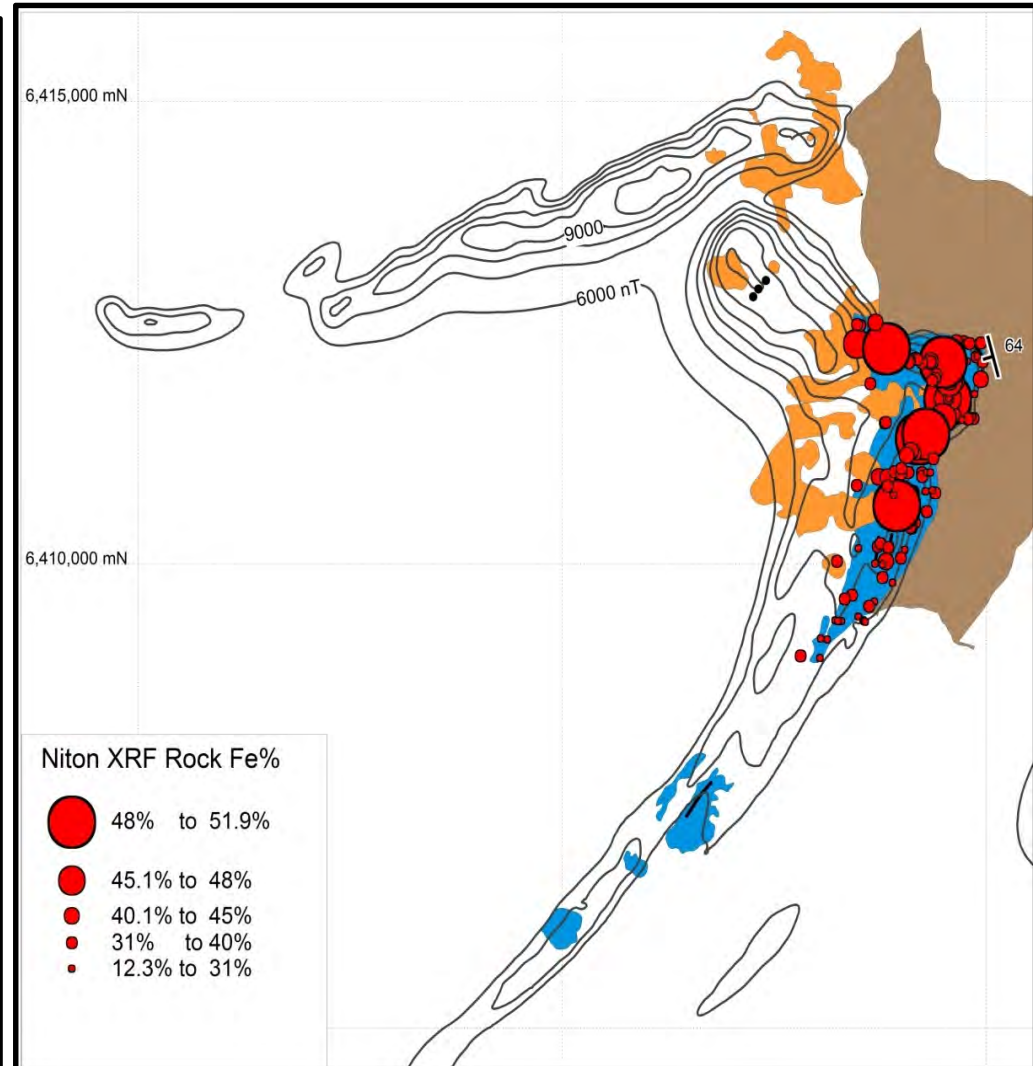 6,415,000 mN
9000
6000 nT
64
6,410,000 mN
Niton XRF Rock Fe%
48% to 51.9%
45.1% to 48%
40.1% to 45%
31% to 40%
12.3% to 31%